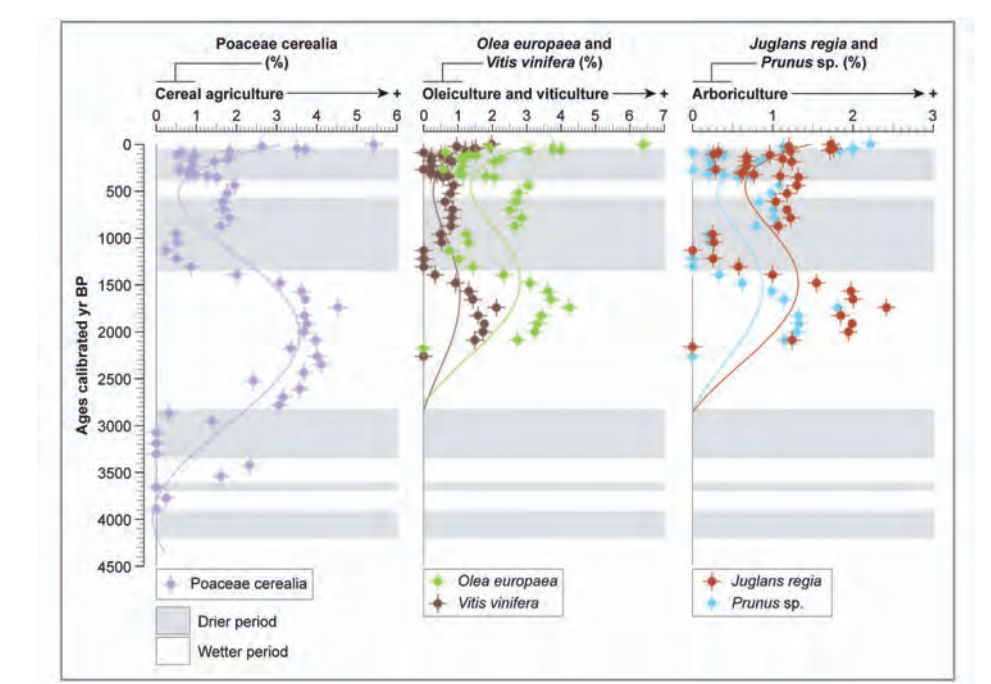 Poaceae cerealia
(%)
Cereal agriculture +
0 1 2 3 4 5 6
Olea europaea and
Vitis vinifera (%)
Oleiculture and viticulture +
0 1 2 3 4 5 6 7
Juglans regia and
Prunus sp. (%)
Arboriculture +
0 1 2 3
Ages calibrated yr BP
0
500
1000
1500
2000
2500
3000
3500
4000
4500
Poaceae cerealia
Drier period
Wetter period
Olea europaea
Vitis vinifera
Juglans regia
Prunus sp.